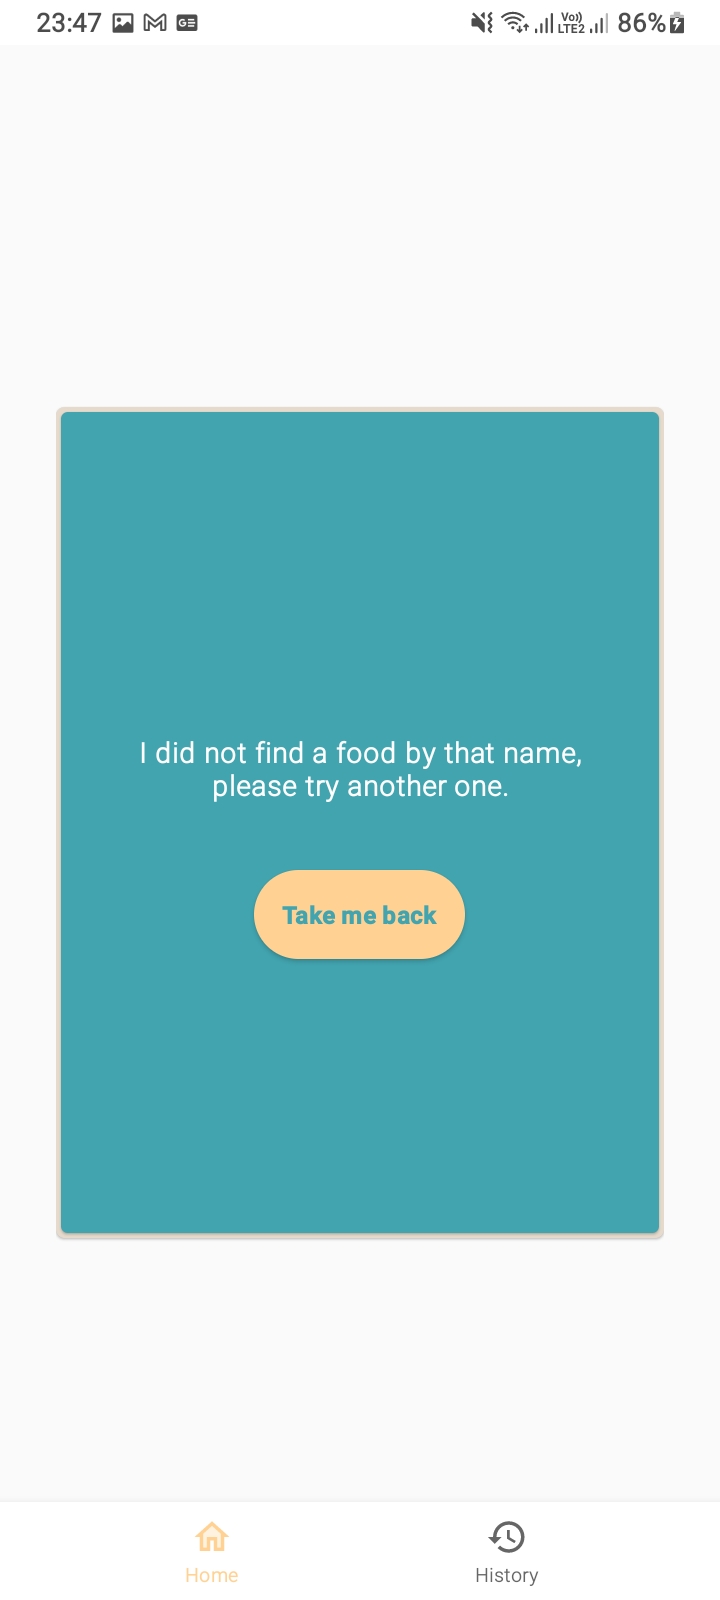 23:47 GE Vo)) LTE2 86%
I did not find a food by that name,
please try another one.
Take me back
Home History